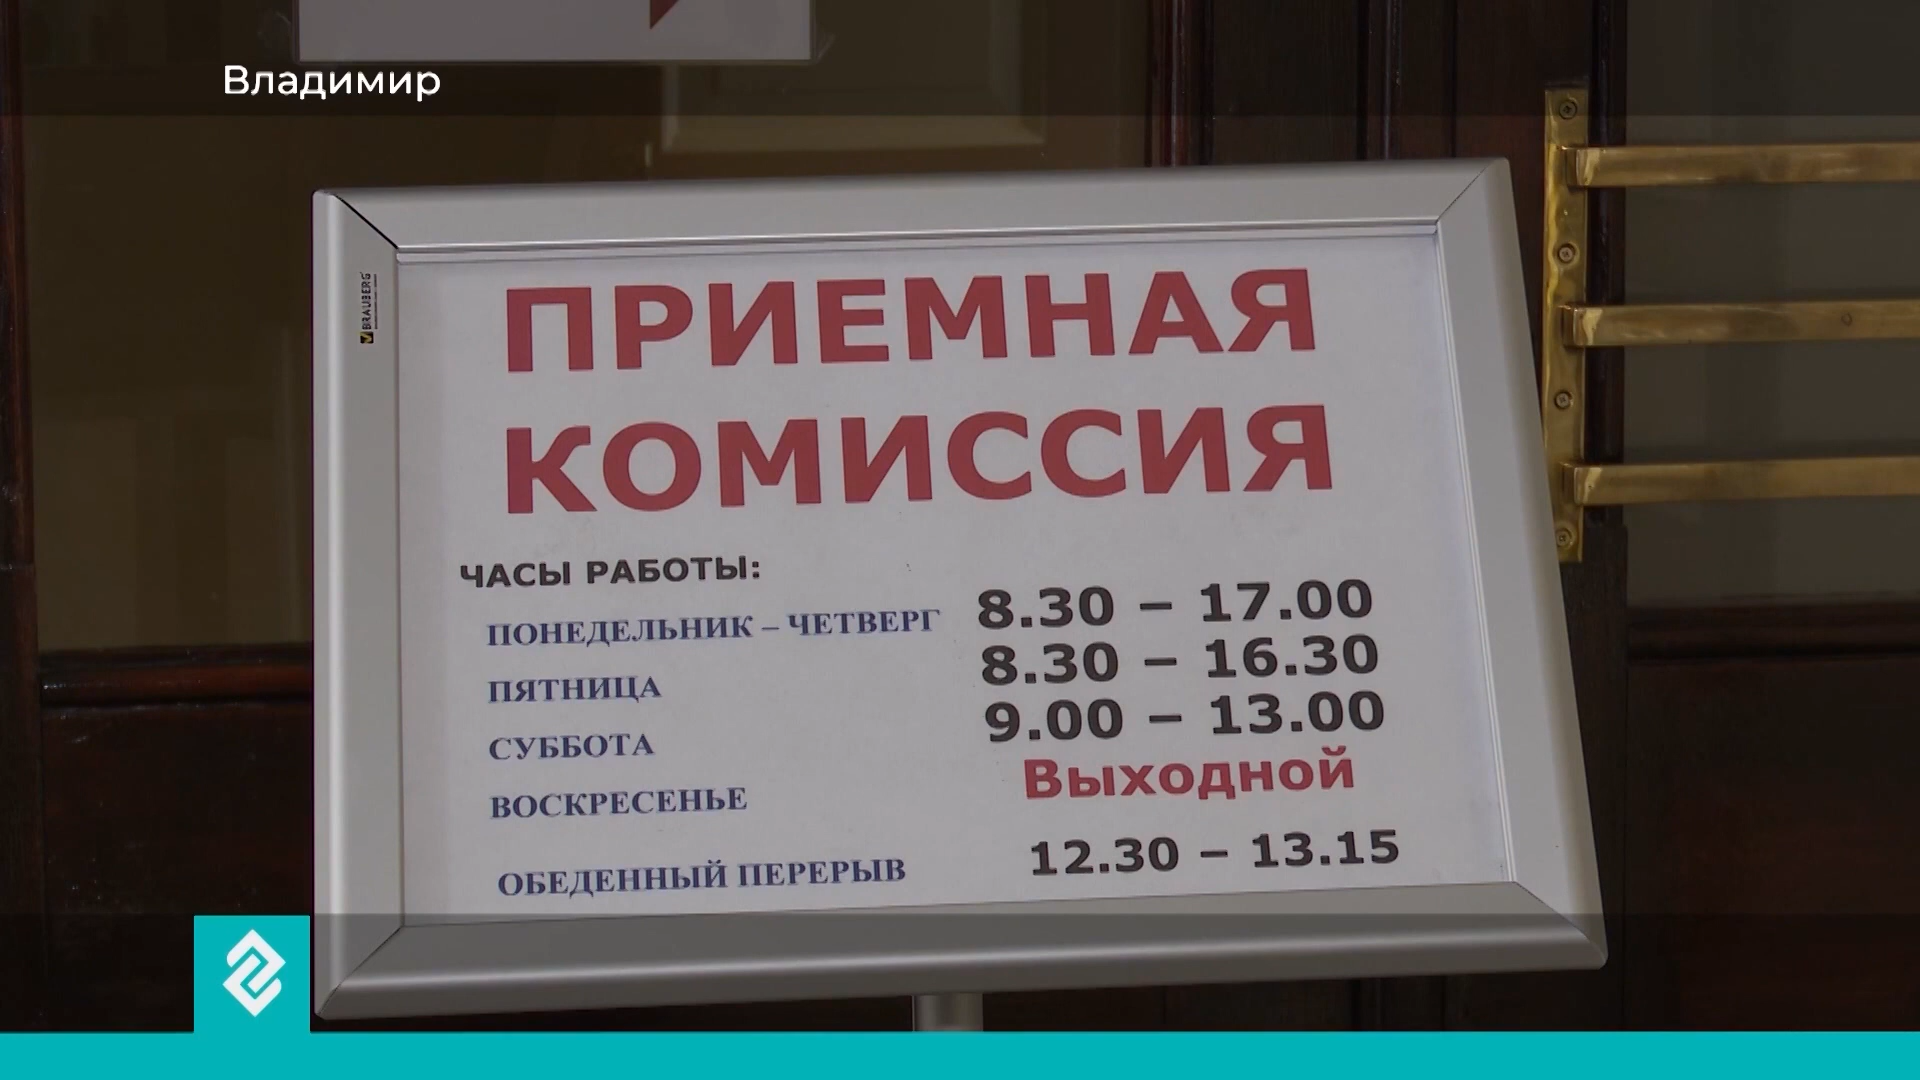 Владимир
BRAUBERG
ПРИЕМНАЯ
КОМИССИЯ
ЧАСЫ РАБОТЫ:
ПОНЕДЕЛЬНИК – ЧЕТВЕРГ 8.30 – 17.00
ПЯТНИЦА 8.30 – 16.30
СУББОТА 9.00 – 13.00
ВОСКРЕСЕНЬЕ Выходной
ОБЕДЕННЫЙ ПЕРЕРЫВ 12.30 – 13.15